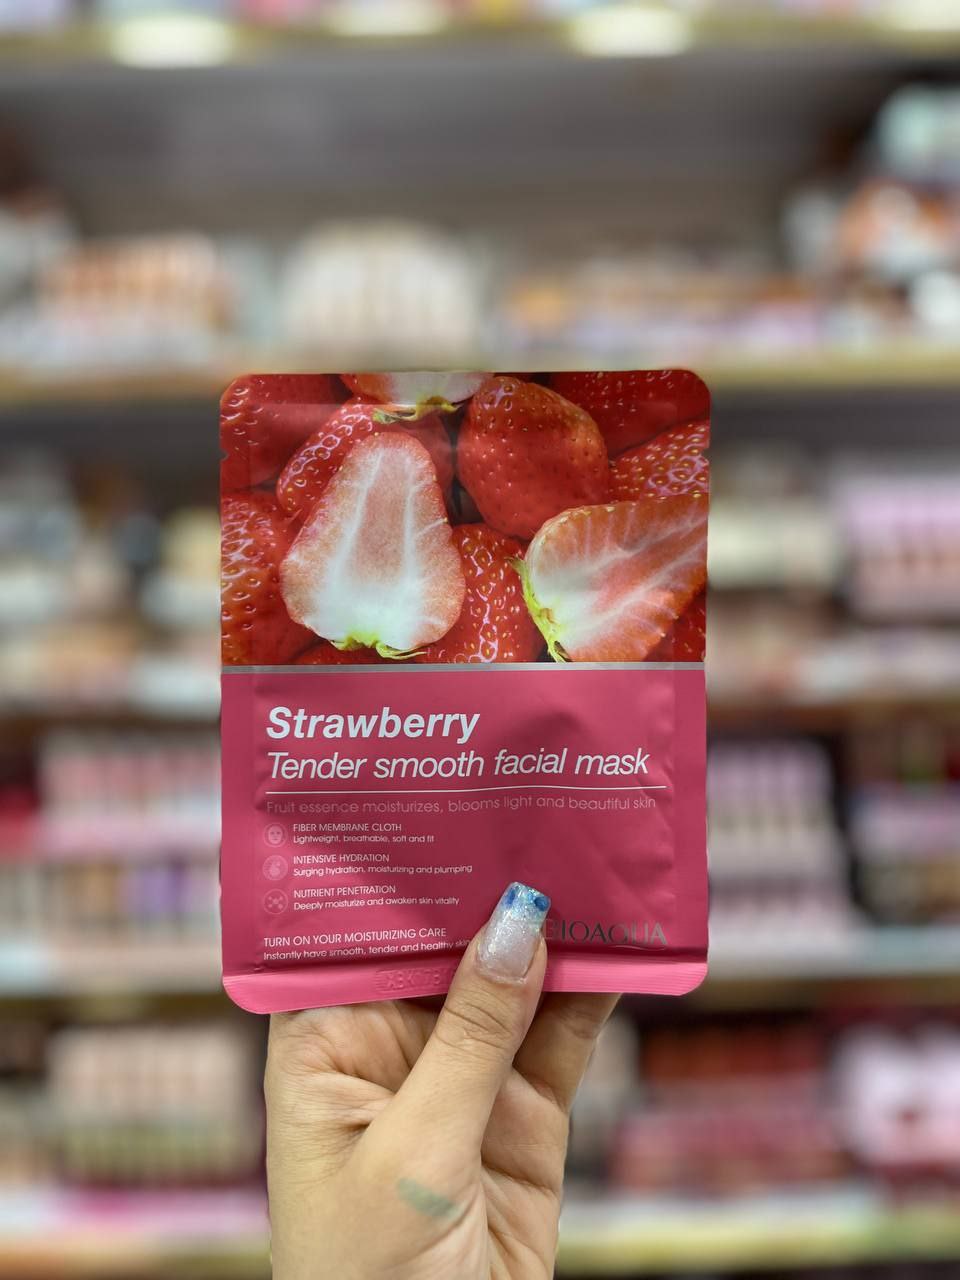 Strawberry
Tender smooth facial mask
Fruit essence moisturizes, blooms light and beautiful skin
FIBER MEMBRANE CLOTH
Lightweight, breathable, soft and fit
INTENSIVE HYDRATION
Surging hydration, moisturizing and plumping
NUTRIENT PENETRATION
Deeply moisturize and awaken skin vitality
TURN ON YOUR MOISTURIZING CARE
Instantly have smooth, tender and healthy skin
BIOAQUA